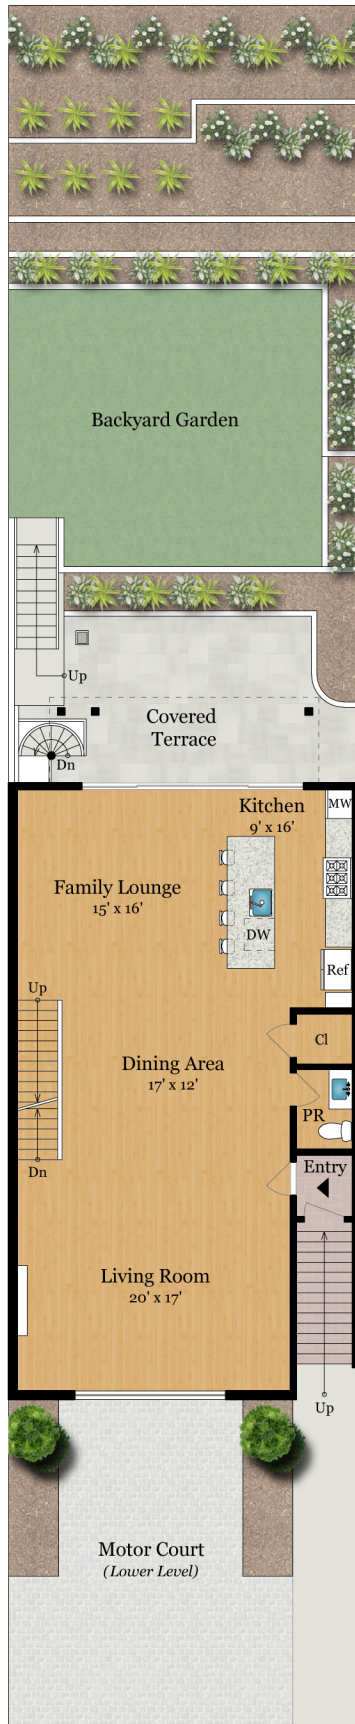 Backyard Garden
Up
Covered
Terrace
Dn
Kitchen
9' x 16'
MW
Family Lounge
15' x 16'
DW
Ref
Up
Cl
Dining Area
17' x 12'
PR
Dn
Entry
Living Room
20' x 17'
Up
Motor Court
(Lower Level)